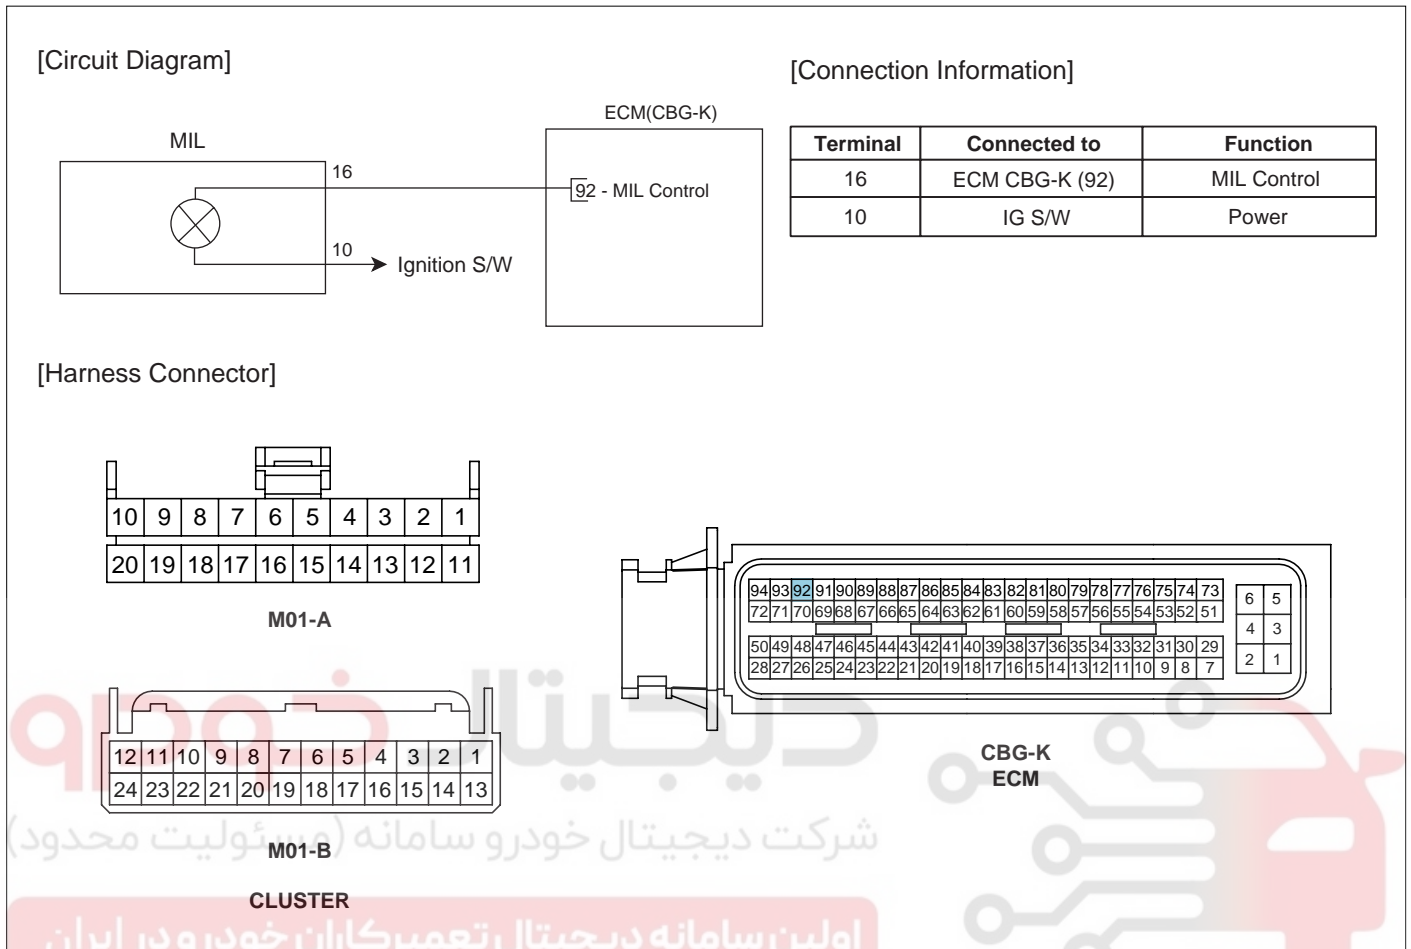 [Circuit Diagram]
[Connection Information]
MIL
ECM(CBG-K)
16
92 - MIL Control
10
Ignition S/W
Terminal Connected to Function
16 ECM CBG-K (92) MIL Control
10 IG S/W Power
[Harness Connector]
10 9 8 7 6 5 4 3 2 1
20 19 18 17 16 15 14 13 12 11
M01-A
12 11 10 9 8 7 6 5 4 3 2 1
24 23 22 21 20 19 18 17 16 15 14 13
M01-B
CLUSTER
94 93 92 91 90 89 88 87 86 85 84 83 82 81 80 79 78 77 76 75 74 73
72 71 70 69 68 67 66 65 64 63 62 61 60 59 58 57 56 55 54 53 52 51
50 49 48 47 46 45 44 43 42 41 40 39 38 37 36 35 34 33 32 31 30 29
28 27 26 25 24 23 22 21 20 19 18 17 16 15 14 13 12 11 10 9 8 7
6 5
4 3
2 1
CBG-K
ECM
دیجیتال خودرو
شرکت دیجیتال خودرو سامانه (مسئولیت محدود)
اولین سامانه دیجیتال تعمیرکاران خودرو در ایران